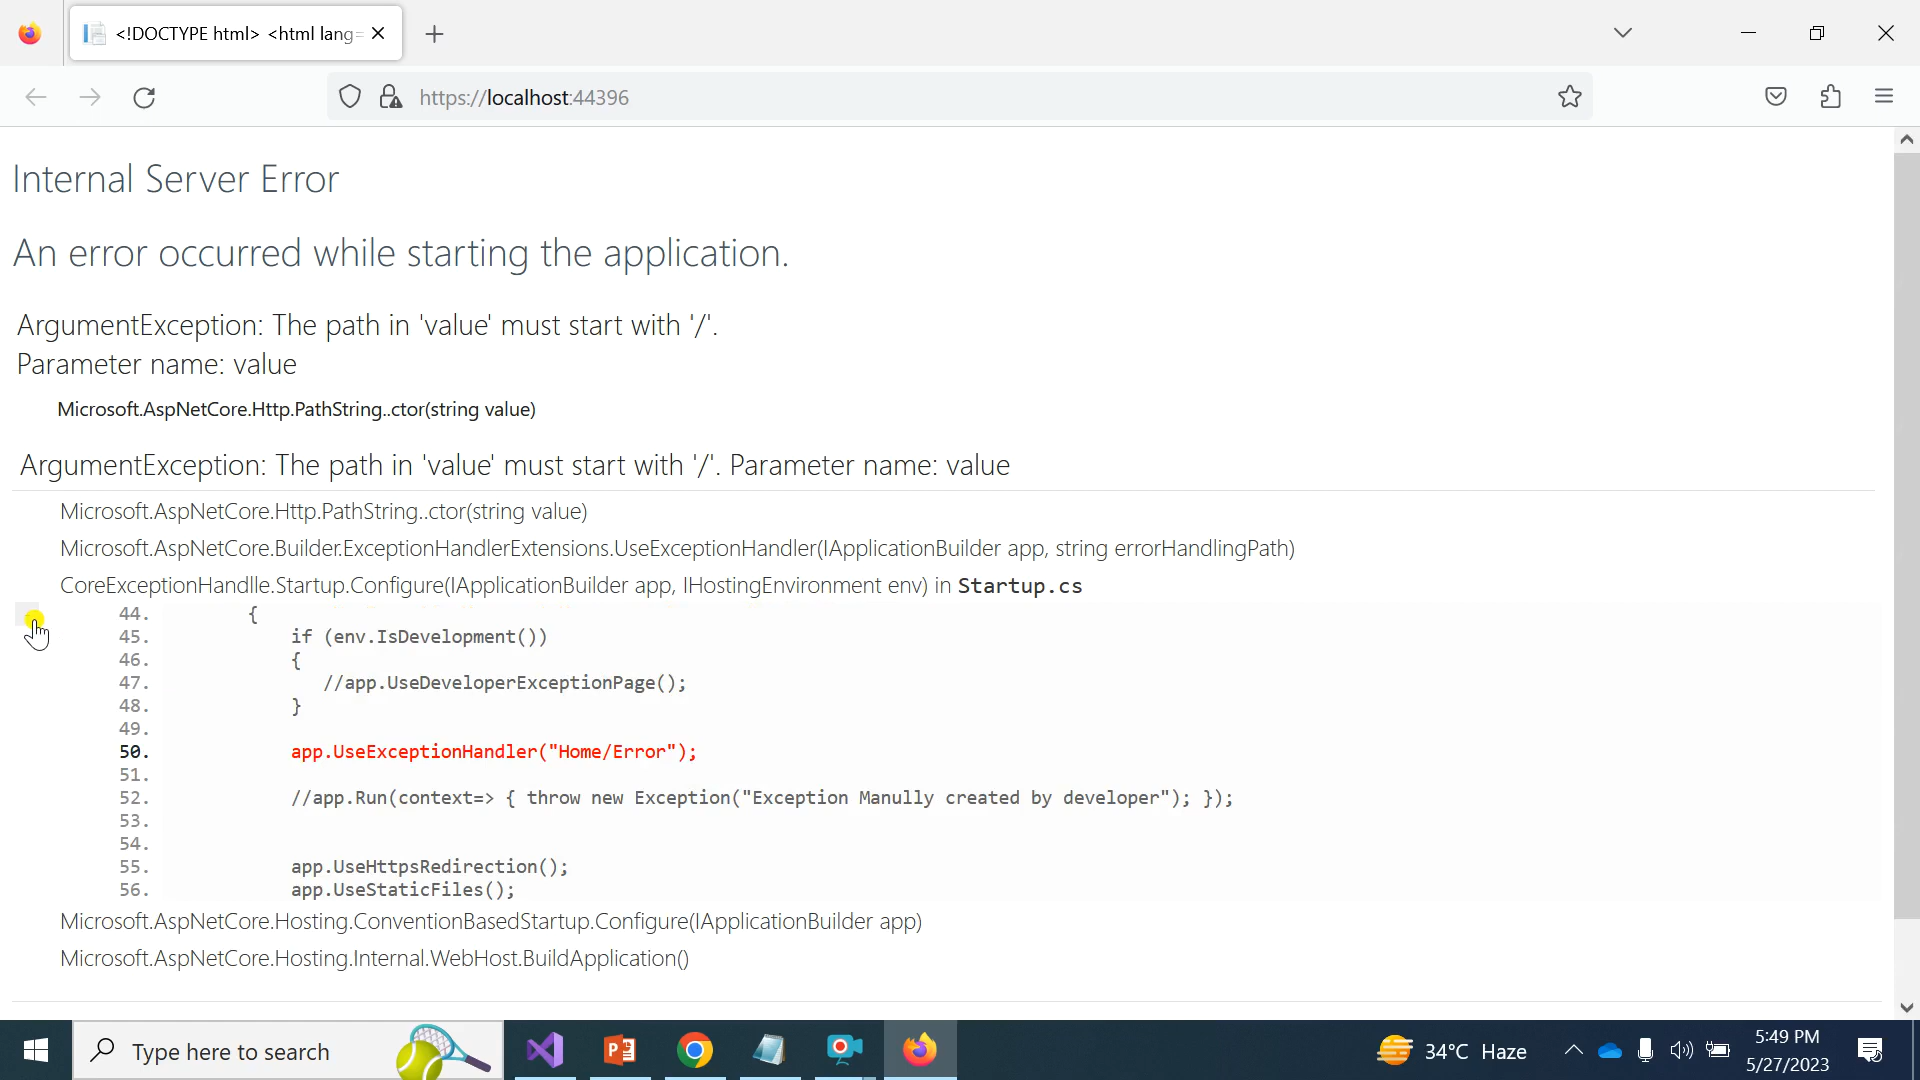 <!DOCTYPE html> <html lang=
https://localhost:44396
Internal Server Error
An error occurred while starting the application.
ArgumentException: The path in 'value' must start with '/'.
Parameter name: value
Microsoft.AspNetCore.Http.PathString..ctor(string value)
ArgumentException: The path in 'value' must start with '/'. Parameter name: value
Microsoft.AspNetCore.Http.PathString..ctor(string value)
Microsoft.AspNetCore.Builder.ExceptionHandlerExtensions.UseExceptionHandler(IApplicationBuilder app, string errorHandlingPath)
CoreExceptionHandlle.Startup.Configure(IApplicationBuilder app, IHostingEnvironment env) in Startup.cs
44. {
45. if (env.IsDevelopment())
46. {
47. //app.UseDeveloperExceptionPage();
48. }
49.
50. app.UseExceptionHandler("Home/Error");
51.
52. //app.Run(context=> { throw new Exception("Exception Manully created by developer"); });
53.
54.
55. app.UseHttpsRedirection();
56. app.UseStaticFiles();
Microsoft.AspNetCore.Hosting.ConventionBasedStartup.Configure(IApplicationBuilder app)
Microsoft.AspNetCore.Hosting.Internal.WebHost.BuildApplication()
Type here to search
34°C Haze
5:49 PM
5/27/2023